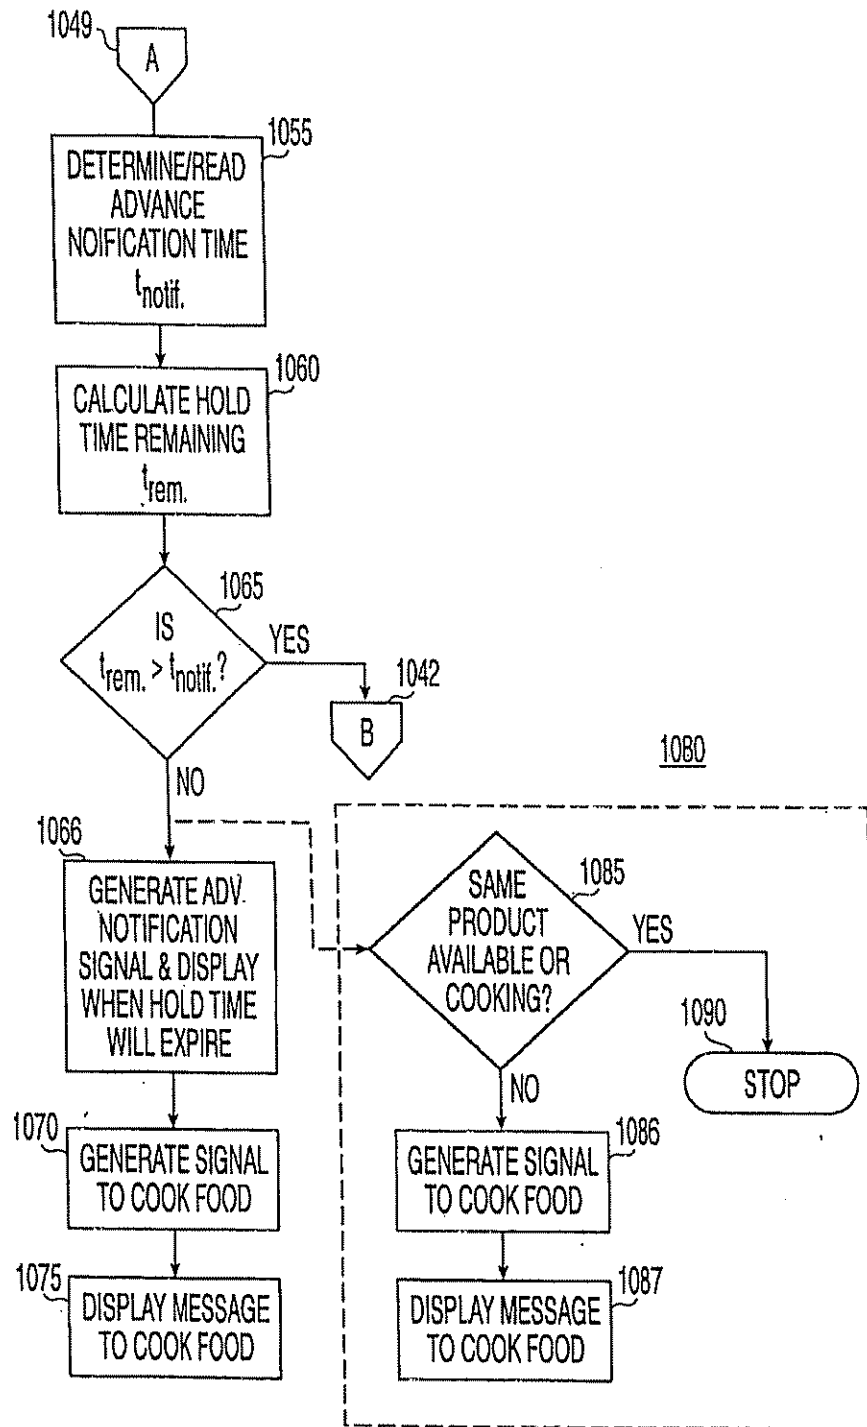 1049
A
1055
DETERMINE/READ
ADVANCE
NOIFICATION TIME
tnotif.
1060
CALCULATE HOLD
TIME REMAINING
trem.
1065
IS
trem. > tnotif.?
YES
1042
B
NO
1080
1066
GENERATE ADV.
NOTIFICATION
SIGNAL & DISPLAY
WHEN HOLD TIME
WILL EXPIRE
1085
SAME
PRODUCT
AVAILABLE OR
COOKING?
YES
1090
STOP
NO
1070
GENERATE SIGNAL
TO COOK FOOD
1086
GENERATE SIGNAL
TO COOK FOOD
1075
DISPLAY MESSAGE
TO COOK FOOD
1087
DISPLAY MESSAGE
TO COOK FOOD